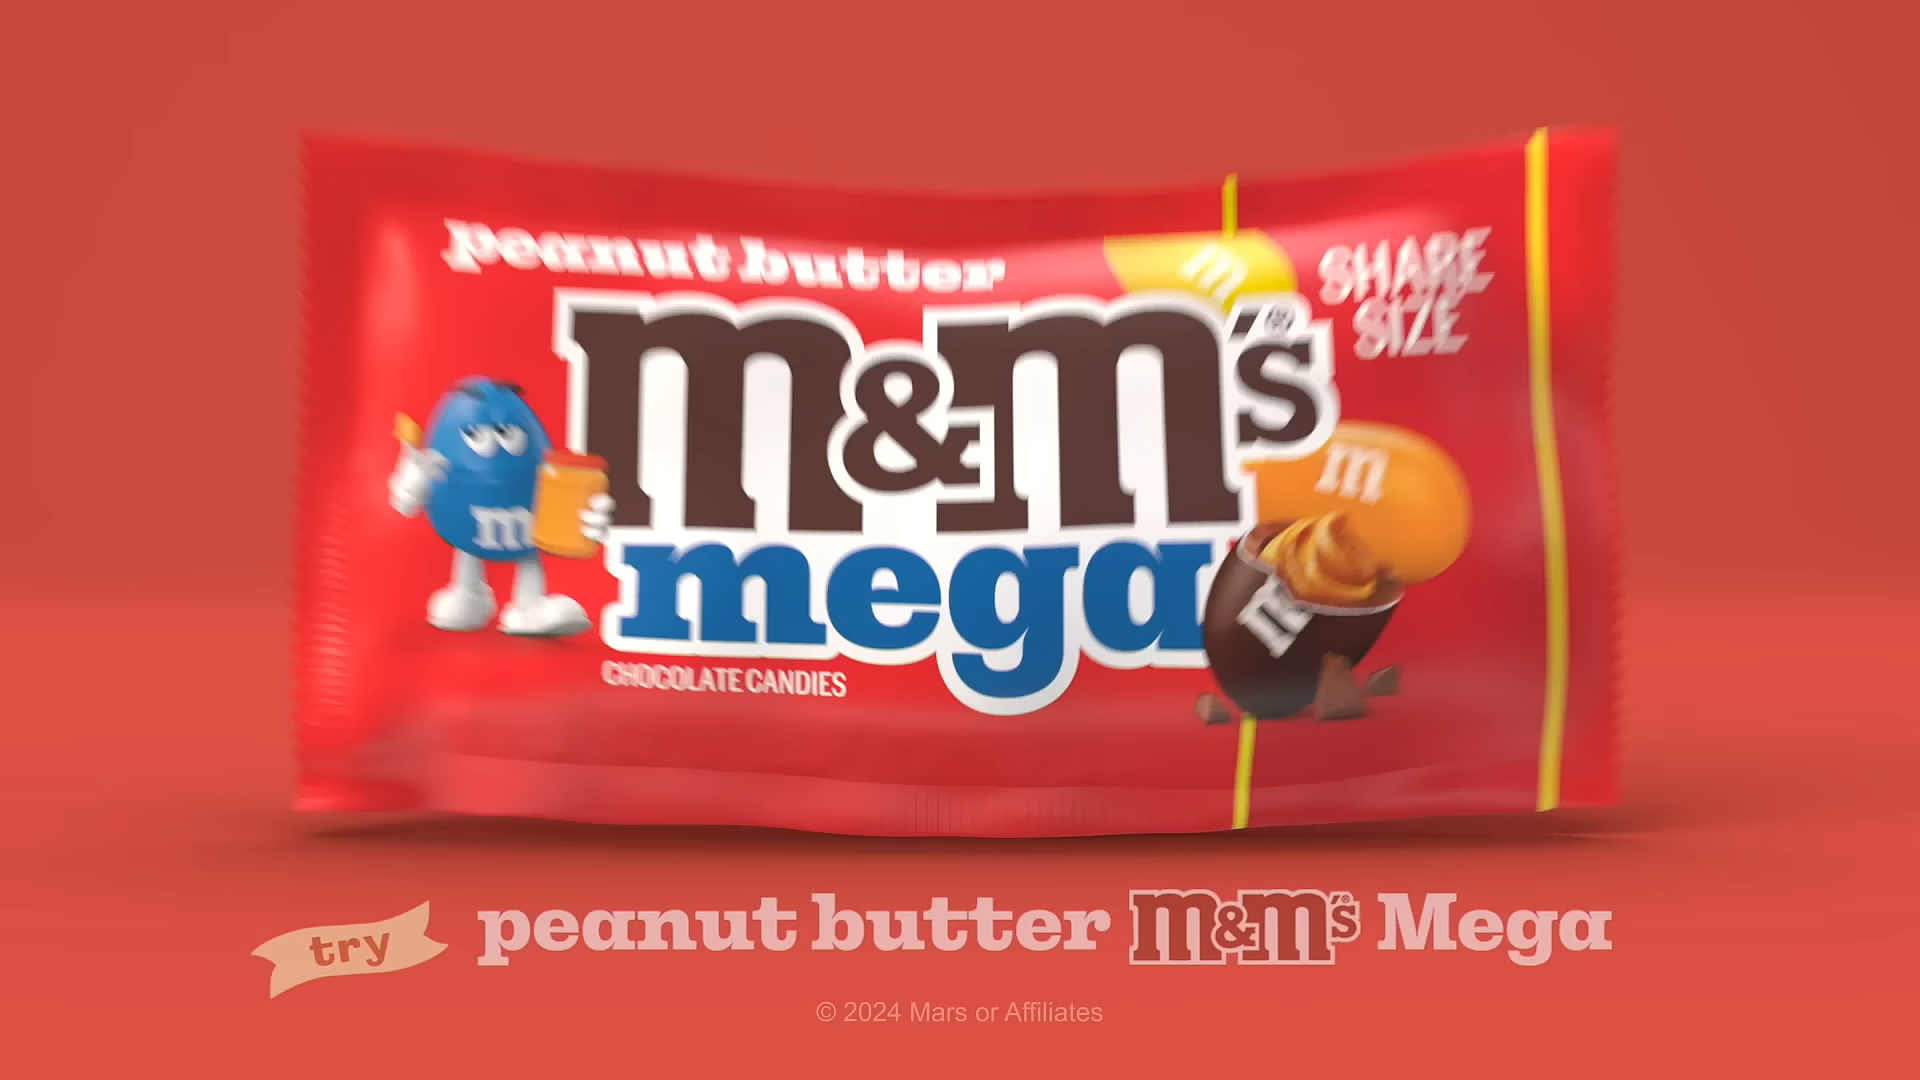 peanut butter
m&m's®
mega
CHOCOLATE CANDIES
SHARE
SIZE
m
m
m
m
try peanut butter m&m's® Mega
© 2024 Mars or Affiliates